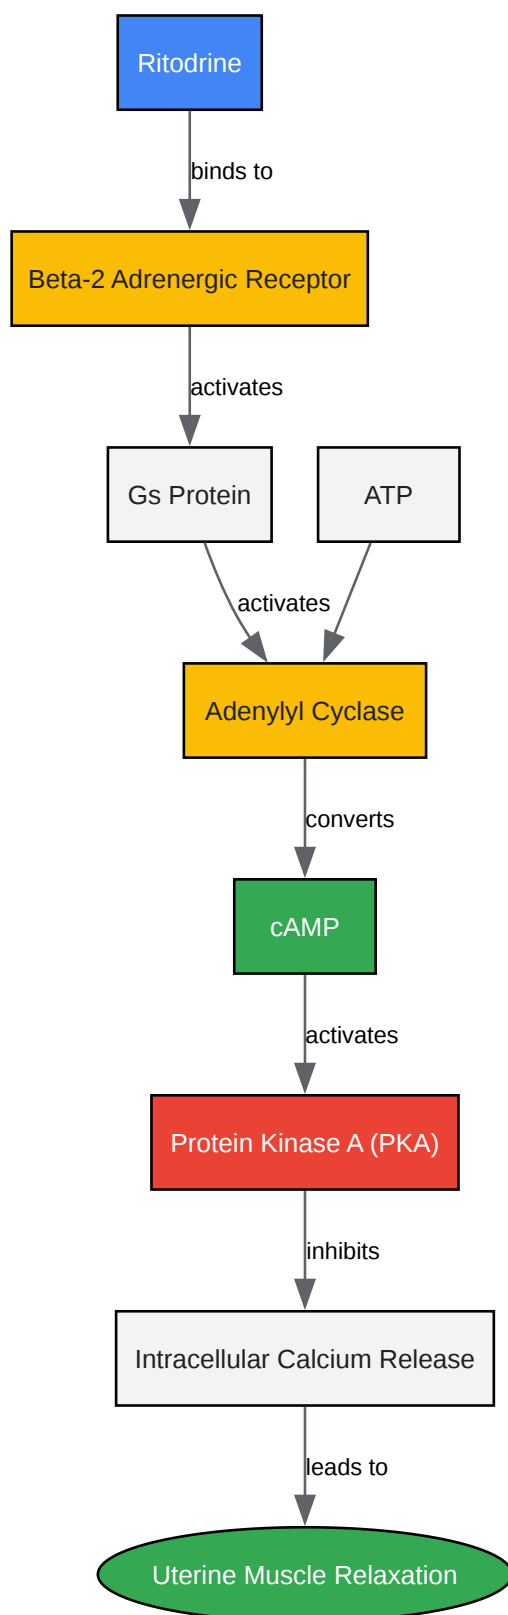 Ritodrine
binds to
Beta-2 Adrenergic Receptor
activates
Gs Protein
ATP
activates
Adenylyl Cyclase
converts
cAMP
activates
Protein Kinase A (PKA)
inhibits
Intracellular Calcium Release
leads to
Uterine Muscle Relaxation